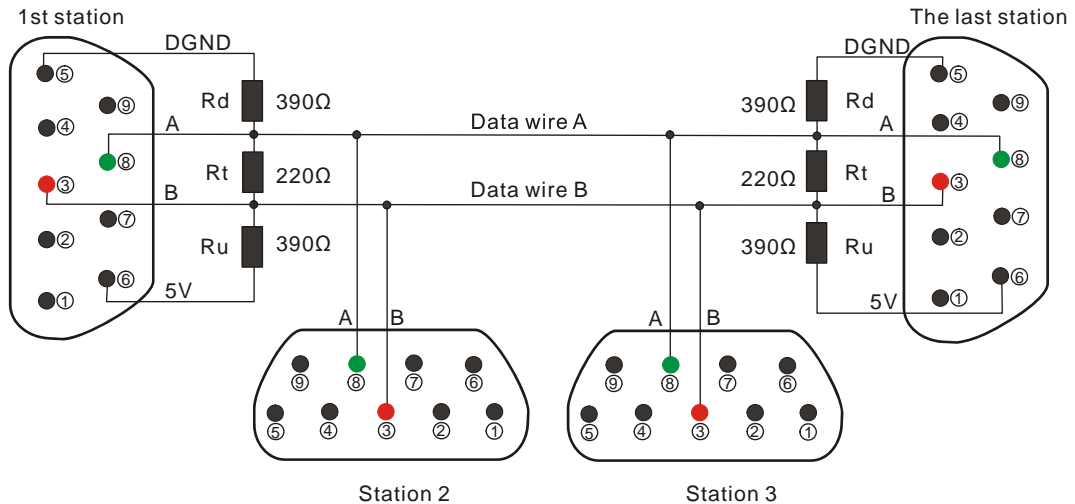 1st station
The last station
DGND
DGND
⑤
⑤
Rd
390Ω
390Ω
Rd
⑨
⑨
④
A
Data wire A
A
④
⑧
⑧
Rt
220Ω
220Ω
Rt
③
③
B
Data wire B
B
⑦
⑦
②
Ru
390Ω
390Ω
Ru
②
⑥
⑥
①
5V
5V
①
A
B
A
B
⑨
⑧
⑦
⑥
⑨
⑧
⑦
⑥
⑤
④
③
②
①
⑤
④
③
②
①
Station 2
Station 3